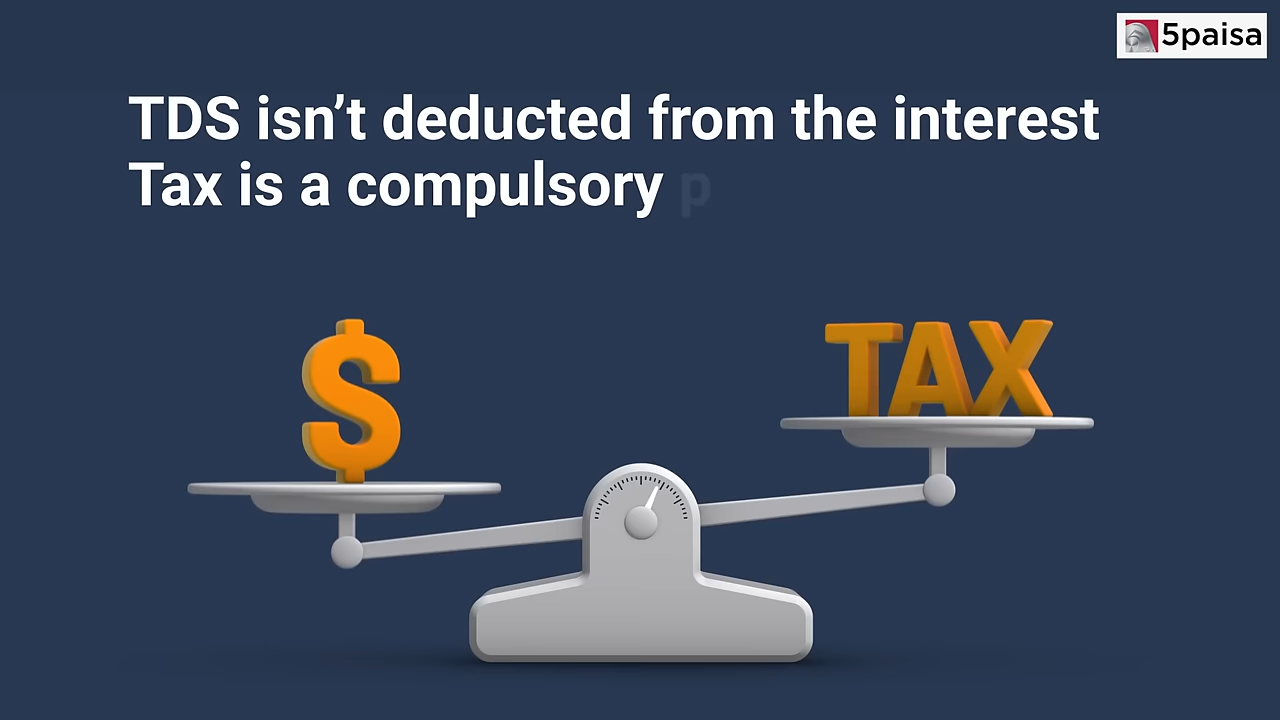 5paisa
TDS isn’t deducted from the interest
Tax is a compulsory p
$
TAX